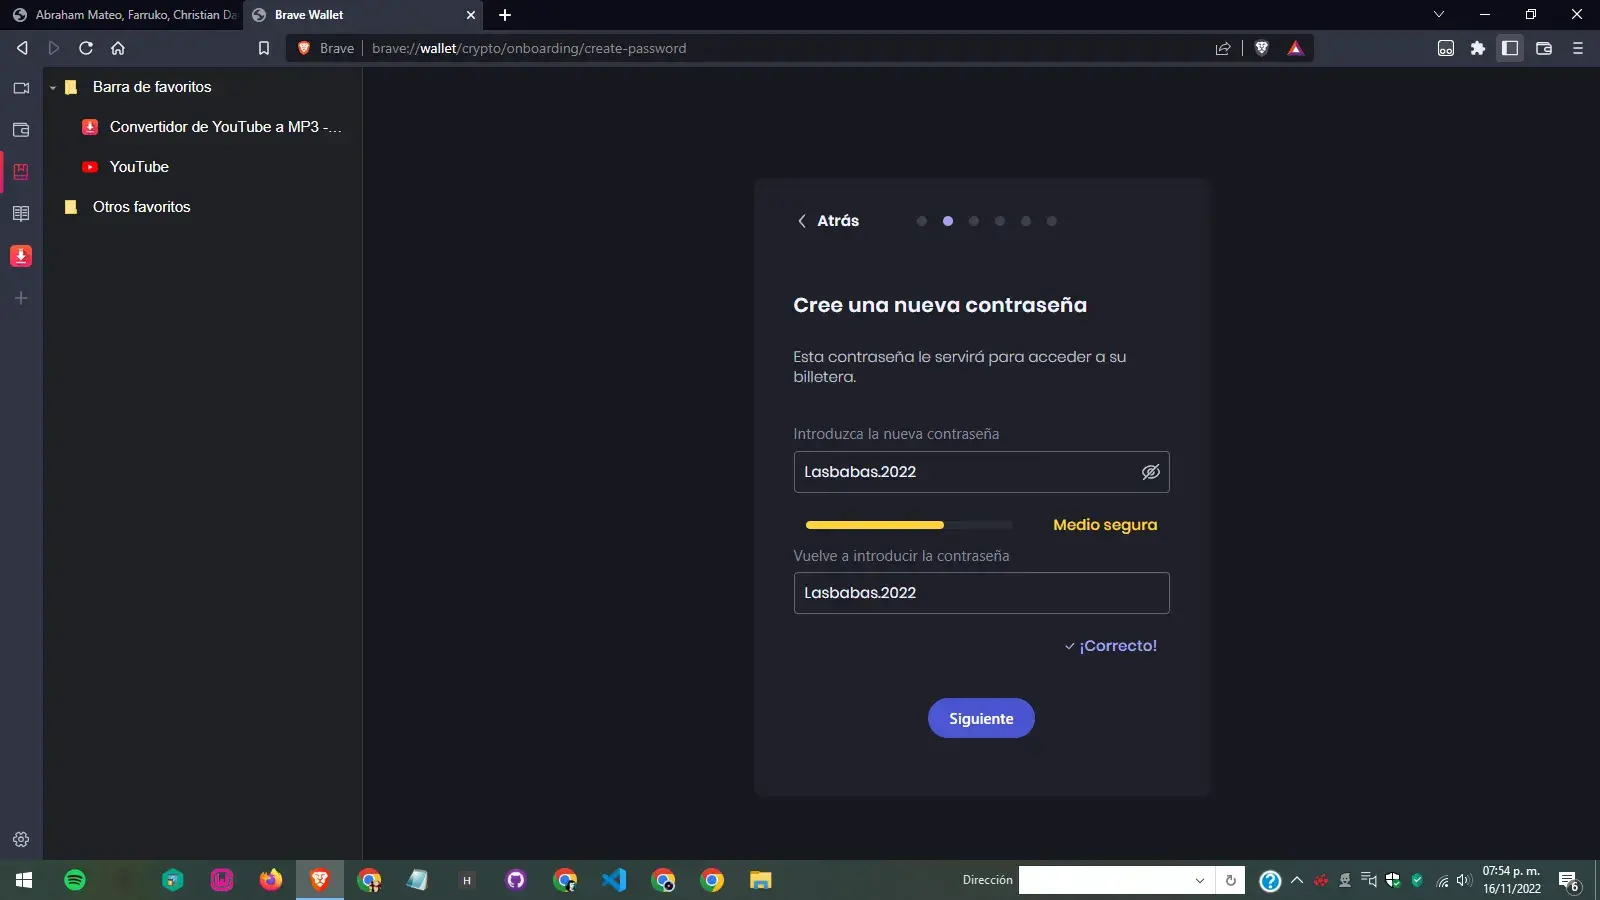 Abraham Mateo, Farruko, Christian Da
Brave Wallet
Brave
brave://wallet/crypto/onboarding/create-password
Barra de favoritos
Convertidor de YouTube a MP3 -...
YouTube
Otros favoritos
Atrás
Cree una nueva contraseña
Esta contraseña le servirá para acceder a su
billetera.
Introduzca la nueva contraseña
Lasbabas.2022
Medio segura
Vuelve a introducir la contraseña
Lasbabas.2022
¡Correcto!
Siguiente
H
Dirección
07:54 p. m.
16/11/2022
6